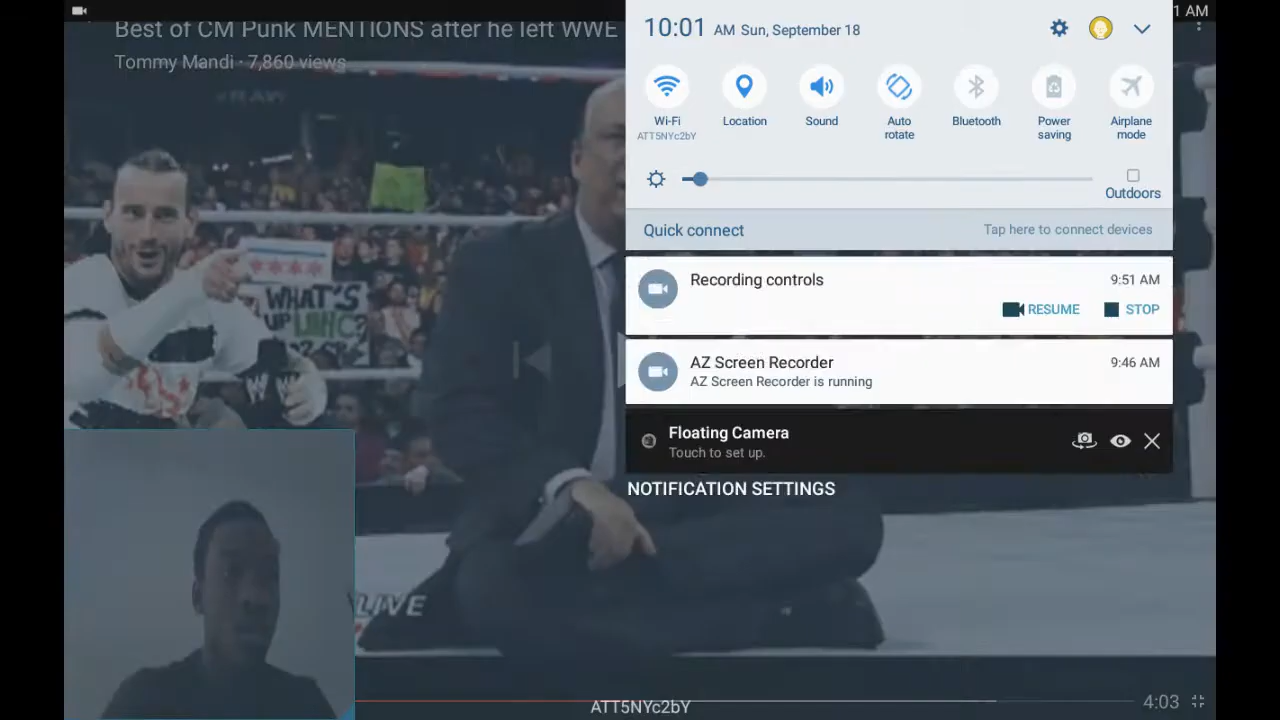 1 AM
Best of CM Punk MENTIONS after he left WWE
Tommy Mandi · 7,860 views
10:01 AM Sun, September 18
Wi-Fi
ATT5NYc2bY
Location
Sound
Auto
rotate
Bluetooth
Power
saving
Airplane
mode
Outdoors
Quick connect
Tap here to connect devices
Recording controls
9:51 AM
RESUME
STOP
AZ Screen Recorder
9:46 AM
AZ Screen Recorder is running
Floating Camera
Touch to set up.
NOTIFICATION SETTINGS
#RAW
WHAT'S
UP
LIVE
ATT5NYc2bY
4:03